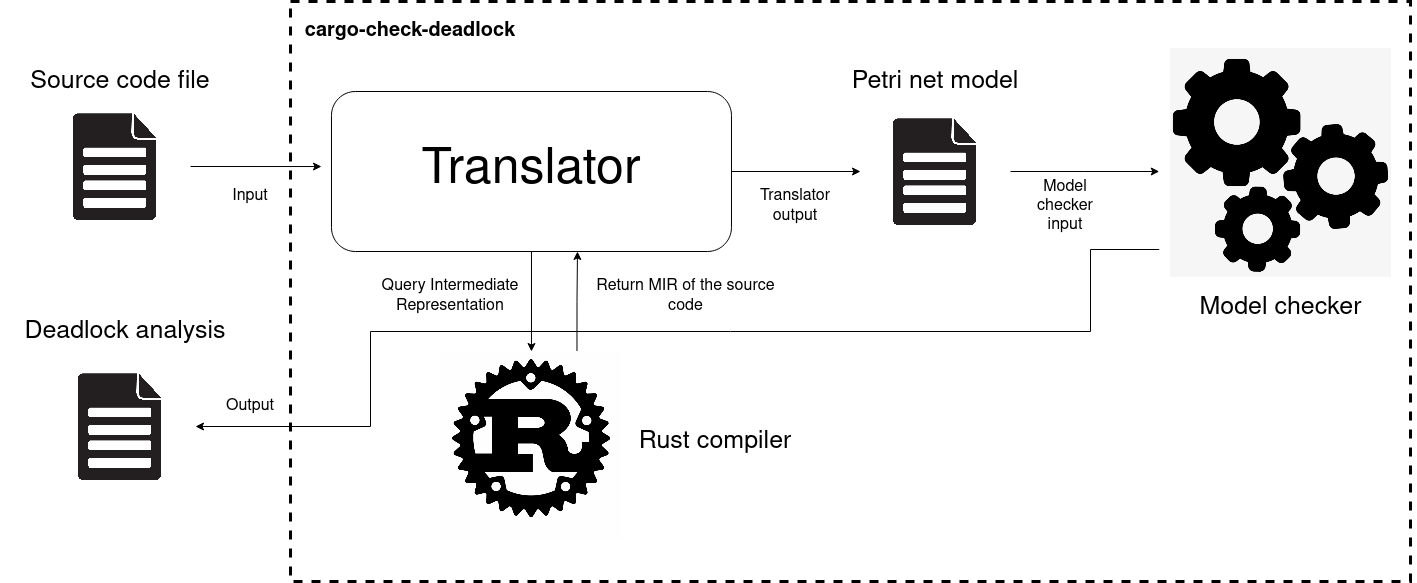 cargo-check-deadlock
Source code file
Petri net model
Translator
Input
Translator
output
Model
checker
input
Query Intermediate
Representation
Return MIR of the source
code
Model checker
Deadlock analysis
Output
R
Rust compiler